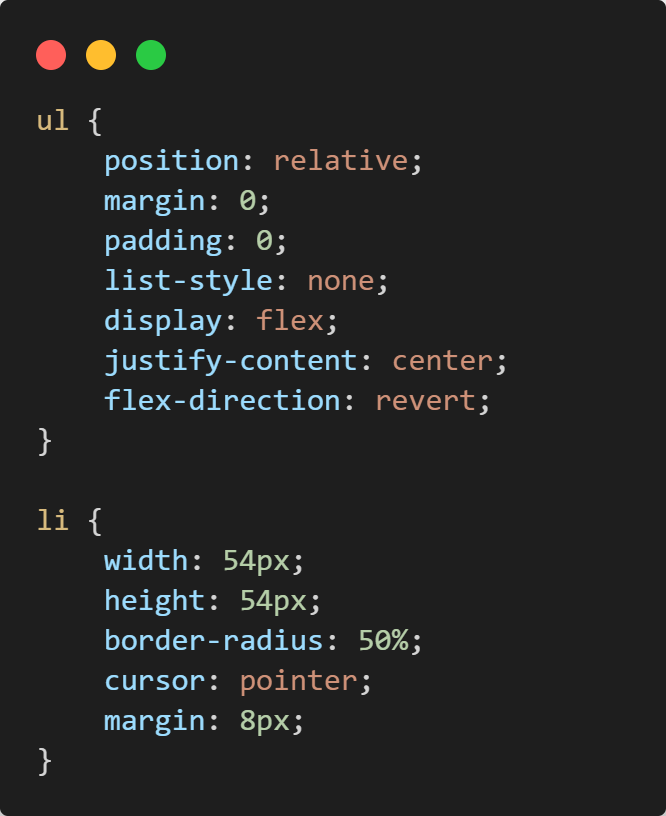 ul {
    position: relative;
    margin: 0;
    padding: 0;
    list-style: none;
    display: flex;
    justify-content: center;
    flex-direction: revert;
}

li {
    width: 54px;
    height: 54px;
    border-radius: 50%;
    cursor: pointer;
    margin: 8px;
}